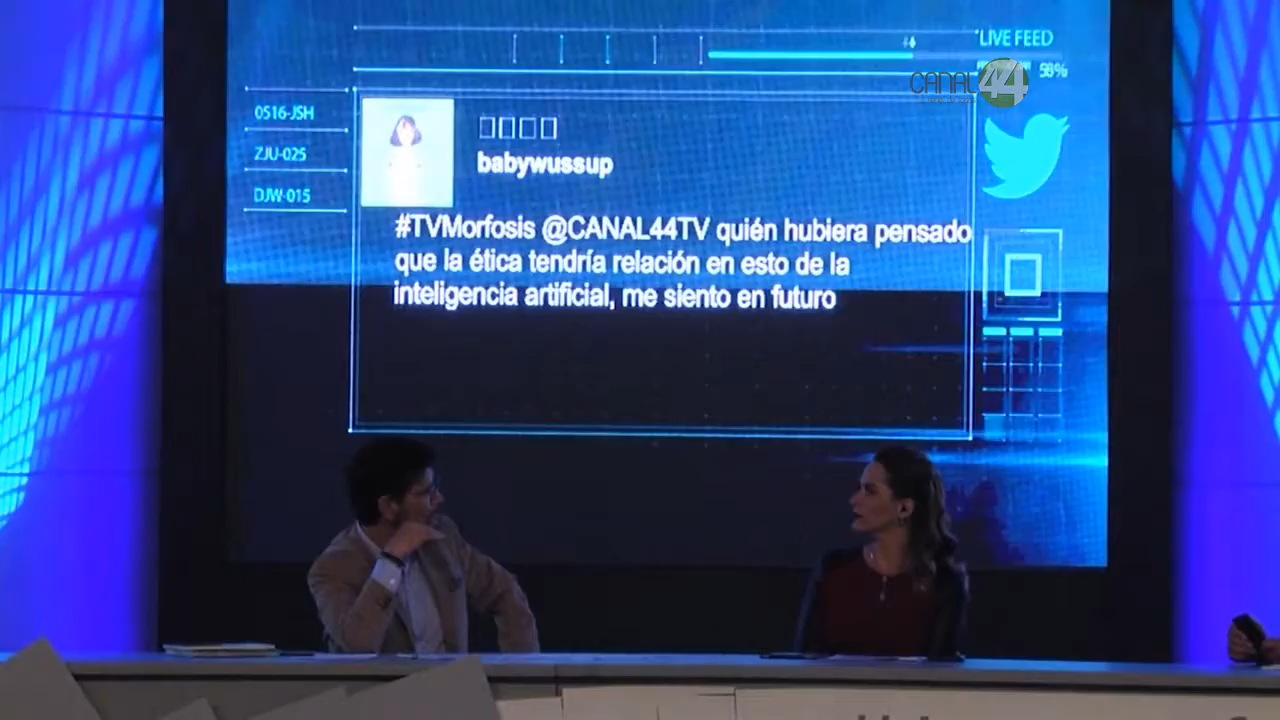 LIVE FEED
58%
CANAL 44
0516-JSH
ZJU-025
DJW-015
babywussup
#TVMorfosis @CANAL44TV quién hubiera pensado
que la ética tendría relación en esto de la
inteligencia artificial, me siento en futuro